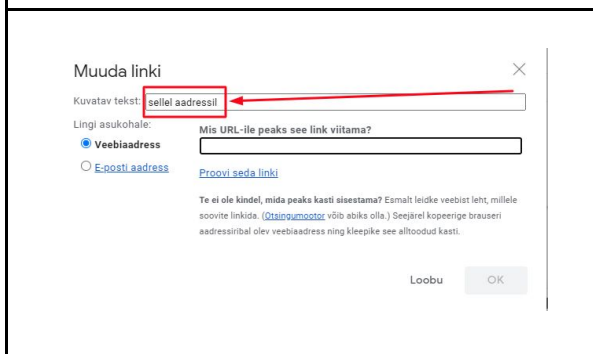 Muuda linki
Kuvatav tekst: sellel aadressil
Lingi asukohale:
Veebiaadress
E-posti aadress
Mis URL-ile peaks see link viitama?
Proovi seda linki
Te ei ole kindel, mida peaks kasti sisestama? Esmalt leidke veebist leht, millele
soovite linkida. (Otsingumootor võib abiks olla.) Seejärel kopeerige brauseri
aadressiribal olev veebiaadress ning kleepike see alltoodud kasti.
Loobu OK